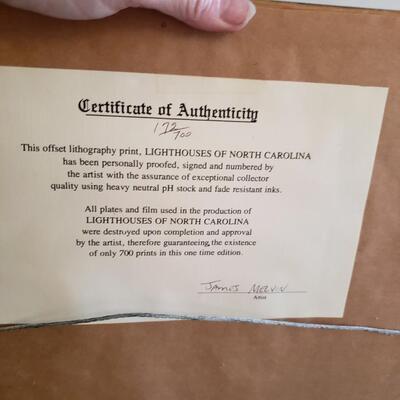 Certificate of Authenticity
172/700
This offset lithography print, LIGHTHOUSES OF NORTH CAROLINA
has been personally proofed, signed and numbered by
the artist with the assurance of exceptional collector
quality using heavy neutral pH stock and fade resistant inks.
All plates and film used in the production of
LIGHTHOUSES OF NORTH CAROLINA
were destroyed upon completion and approval
by the artist, therefore guaranteeing, the existence
of only 700 prints in this one time edition.
James Melvin
Artist